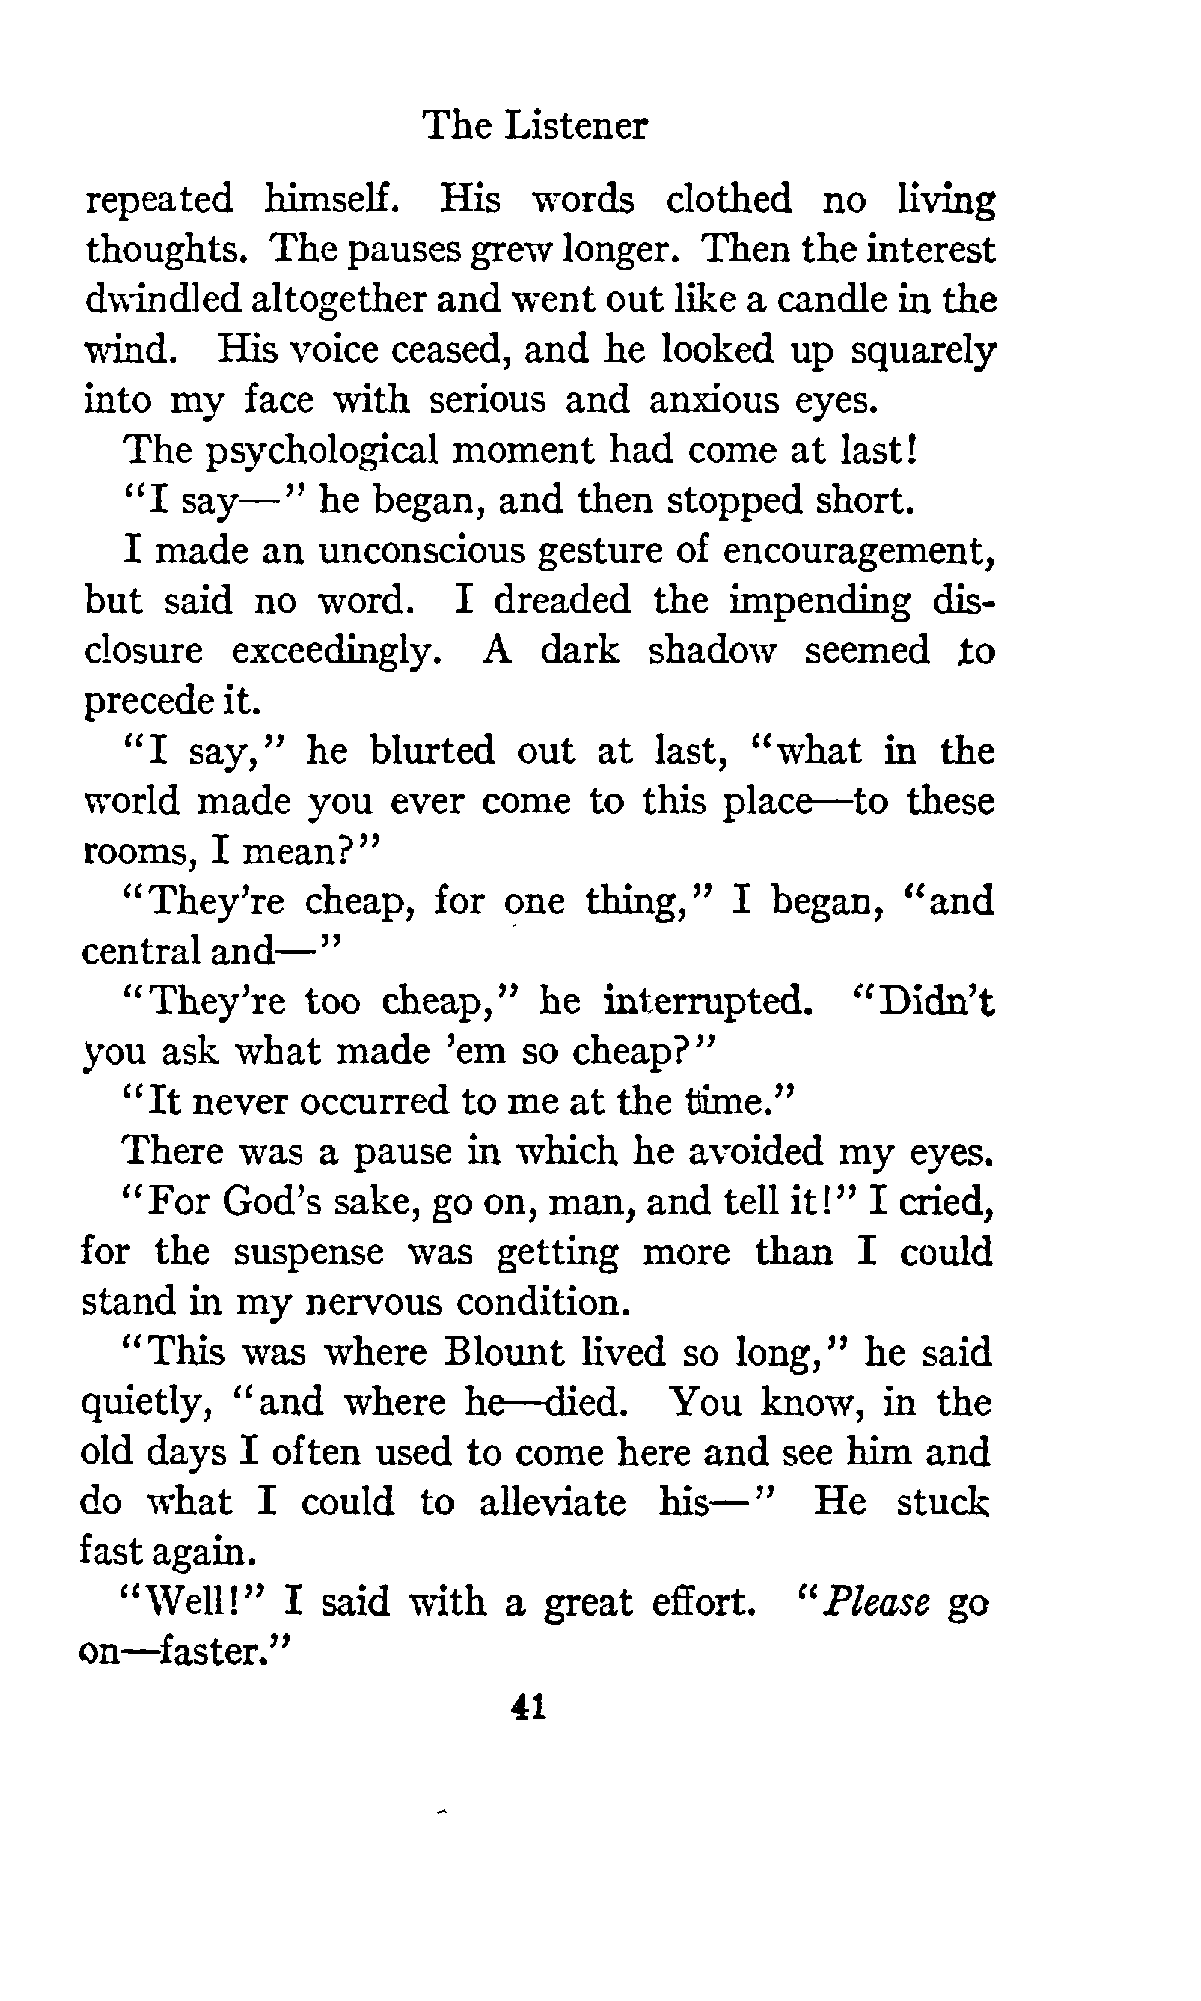 The Listener
repeated himself. His words clothed no living
thoughts. The pauses grew longer. Then the interest
dwindled altogether and went out like a candle in the
wind. His voice ceased, and he looked up squarely
into my face with serious and anxious eyes.
The psychological moment had come at last!
"I say—" he began, and then stopped short.
I made an unconscious gesture of encouragement,
but said no word. I dreaded the impending dis-
closure exceedingly. A dark shadow seemed to
precede it.
"I say," he blurted out at last, "what in the
world made you ever come to this place—to these
rooms, I mean?"
"They're cheap, for one thing," I began, "and
central and—"
"They're too cheap," he interrupted. "Didn't
you ask what made 'em so cheap?"
"It never occurred to me at the time."
There was a pause in which he avoided my eyes.
"For God's sake, go on, man, and tell it!" I cried,
for the suspense was getting more than I could
stand in my nervous condition.
"This was where Blount lived so long," he said
quietly, "and where he—died. You know, in the
old days I often used to come here and see him and
do what I could to alleviate his—" He stuck
fast again.
"Well!" I said with a great effort. "Please go
on—faster."
41